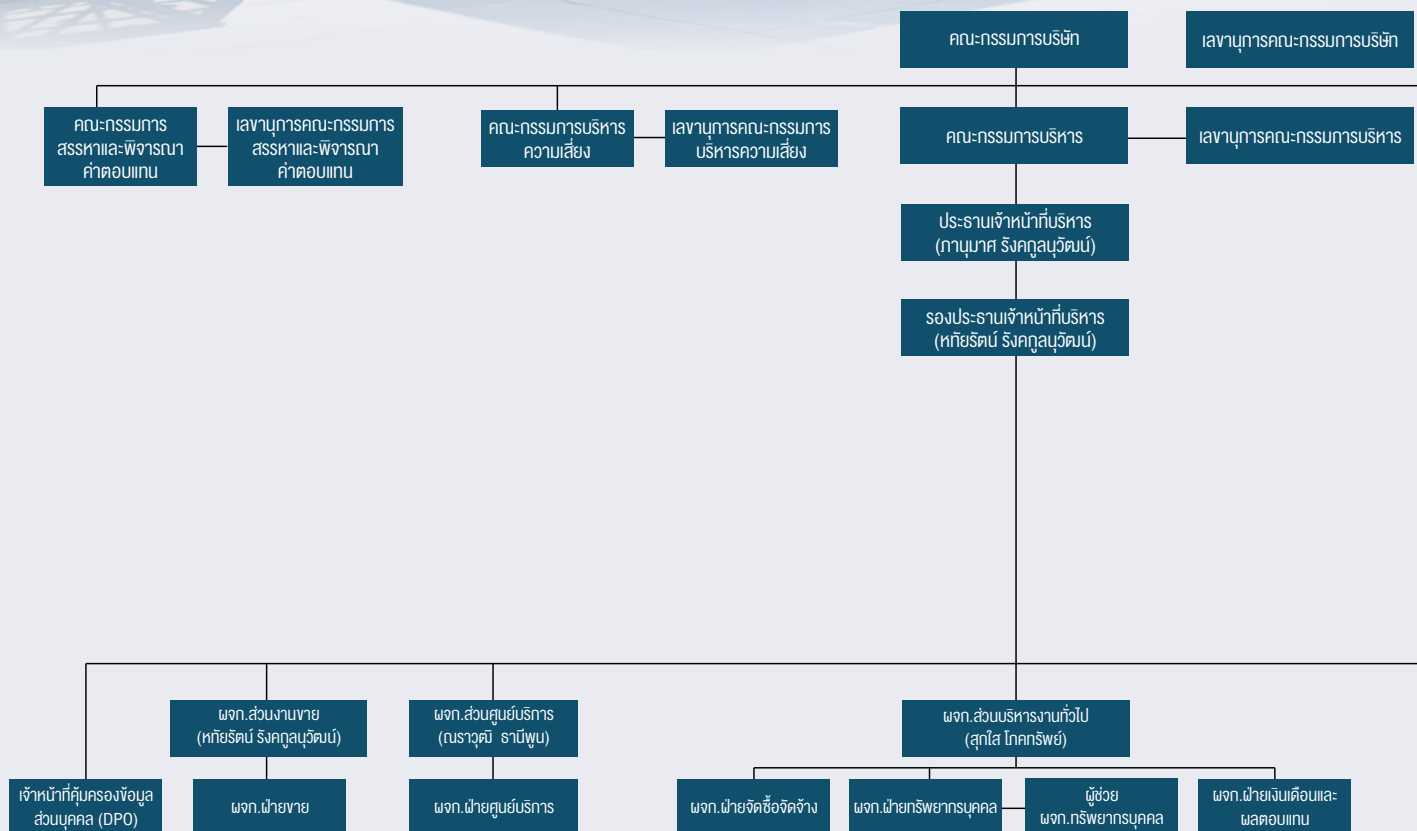 คณะกรรมการบริษัท
เลขานุการคณะกรรมการบริษัท
คณะกรรมการ
สรรหาและพิจารณา
ค่าตอบแทน
เลขานุการคณะกรรมการ
สรรหาและพิจารณา
ค่าตอบแทน
คณะกรรมการบริหาร
ความเสี่ยง
เลขานุการคณะกรรมการ
บริหารความเสี่ยง
คณะกรรมการบริหาร
เลขานุการคณะกรรมการบริหาร
ประธานเจ้าหน้าที่บริหาร
(ภานุมาศ รังคกูลนุวัฒน์)
รองประธานเจ้าหน้าที่บริหาร
(หทัยรัตน์ รังคกูลนุวัฒน์)
ผจก.ส่วนงานขาย
(หทัยรัตน์ รังคกูลนุวัฒน์)
ผจก.ส่วนศูนย์บริการ
(ณราวุฒิ ธานีพูน)
ผจก.ส่วนบริหารงานทั่วไป
(สุกใส โภคทรัพย์)
เจ้าหน้าที่คุ้มครองข้อมูล
ส่วนบุคคล (DPO)
ผจก.ฝ่ายขาย
ผจก.ฝ่ายศูนย์บริการ
ผจก.ฝ่ายจัดซื้อจัดจ้าง
ผจก.ฝ่ายทรัพยากรบุคคล
ผู้ช่วย
ผจก.ทรัพยากรบุคคล
ผจก.ฝ่ายเงินเดือนและ
ผลตอบแทน